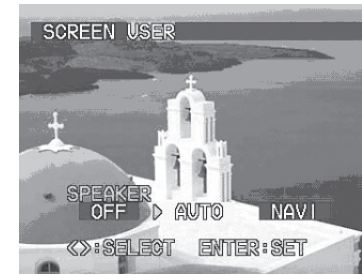 SCREEN USER
SPEAKER
OFF ▷ AUTO NAVI
<>:SELECT ENTER:SET